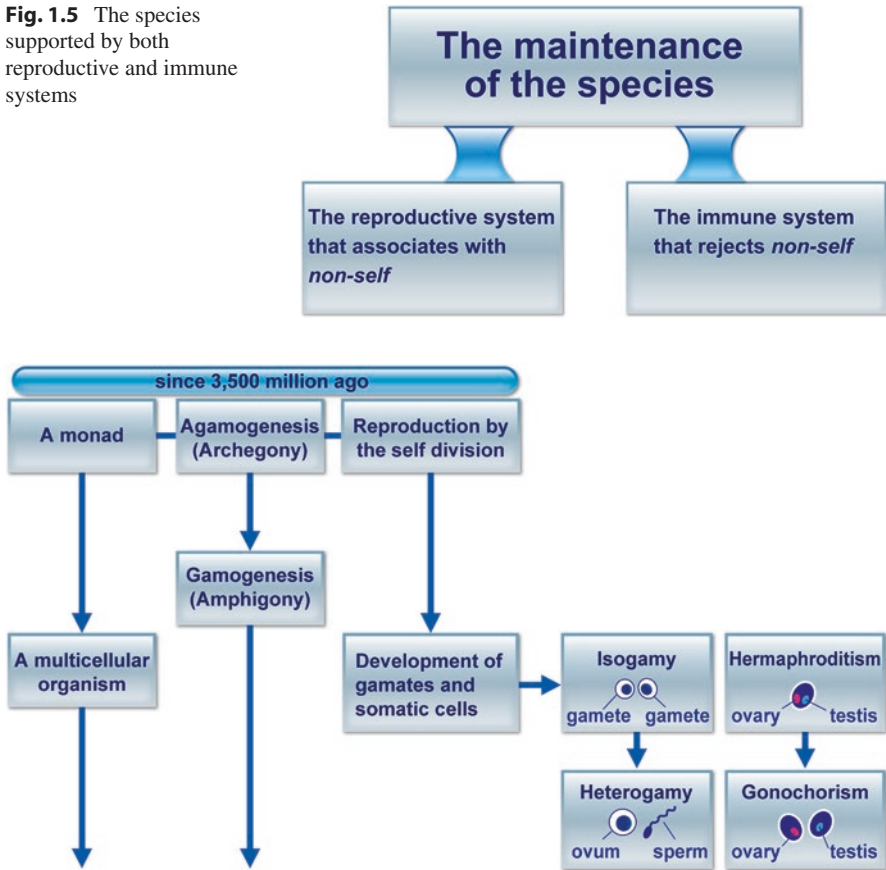 Fig. 1.5 The species
supported by both
reproductive and immune
systems
The maintenance
of the species
The reproductive system
that associates with
non-self
The immune system
that rejects non-self
since 3,500 million ago
A monad
Agamogenesis
(Archegony)
Reproduction by
the self division
Gamogenesis
(Amphigony)
A multicellular
organism
Development of
gamates and
somatic cells
Isogamy
gamete gamete
Hermaphroditism
ovary testis
Heterogamy
ovum sperm
Gonochorism
ovary testis